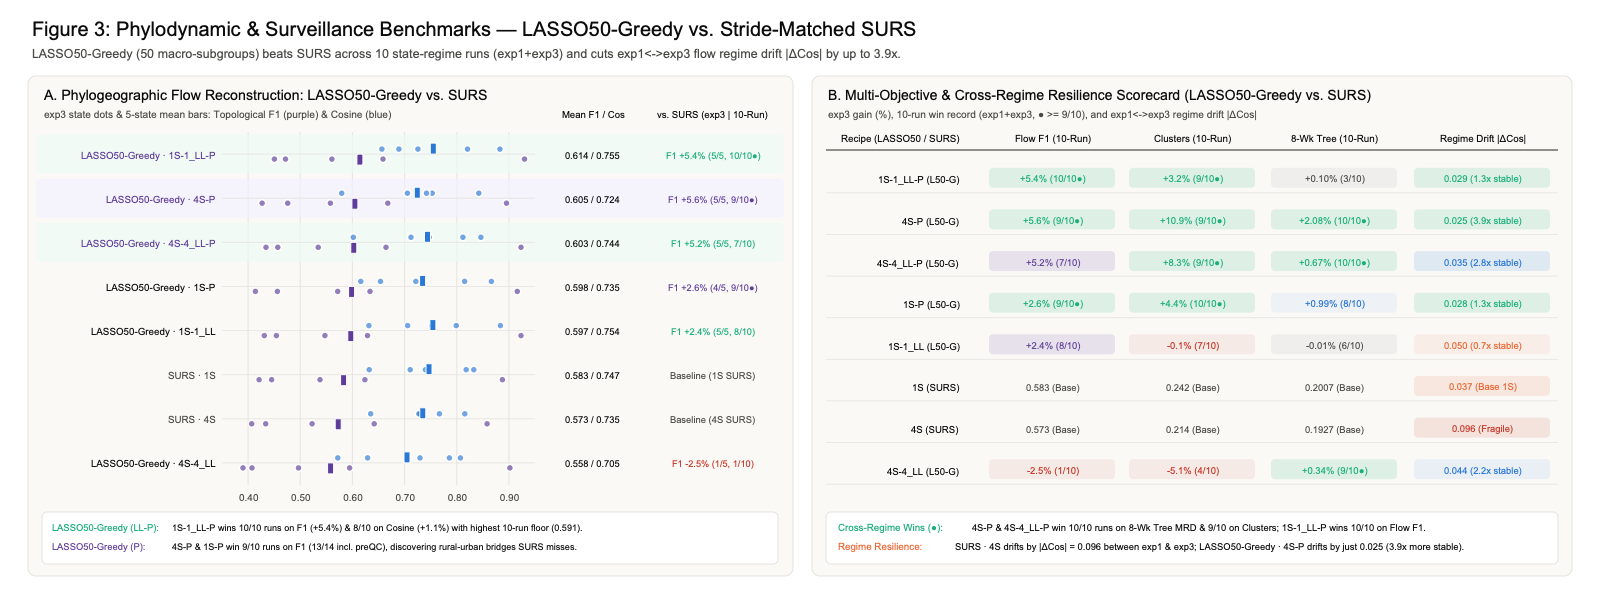 Figure 3: Phylodynamic & Surveillance Benchmarks — LASSO50-Greedy vs. Stride-Matched SURS
LASSO50-Greedy (50 macro-subgroups) beats SURS across 10 state-regime runs (exp1+exp3) and cuts exp1<->exp3 flow regime drift |ΔCos| by up to 3.9x.
A. Phylogeographic Flow Reconstruction: LASSO50-Greedy vs. SURS
exp3 state dots & 5-state mean bars: Topological F1 (purple) & Cosine (blue) Mean F1 / Cos vs. SURS (exp3 | 10-Run)
LASSO50-Greedy · 1S-1_LL-P 0.614 / 0.755 F1 +5.4% (5/5, 10/10●)
LASSO50-Greedy · 4S-P 0.605 / 0.724 F1 +5.6% (5/5, 9/10●)
LASSO50-Greedy · 4S-4_LL-P 0.603 / 0.744 F1 +5.2% (5/5, 7/10)
LASSO50-Greedy · 1S-P 0.598 / 0.735 F1 +2.6% (4/5, 9/10●)
LASSO50-Greedy · 1S-1_LL 0.597 / 0.754 F1 +2.4% (5/5, 8/10)
SURS · 1S 0.583 / 0.747 Baseline (1S SURS)
SURS · 4S 0.573 / 0.735 Baseline (4S SURS)
LASSO50-Greedy · 4S-4_LL 0.558 / 0.705 F1 -2.5% (1/5, 1/10)
0.40 0.50 0.60 0.70 0.80 0.90
LASSO50-Greedy (LL-P): 1S-1_LL-P wins 10/10 runs on F1 (+5.4%) & 8/10 on Cosine (+1.1%) with highest 10-run floor (0.591).
LASSO50-Greedy (P): 4S-P & 1S-P win 9/10 runs on F1 (13/14 incl. preQC), discovering rural-urban bridges SURS misses.
B. Multi-Objective & Cross-Regime Resilience Scorecard (LASSO50-Greedy vs. SURS)
exp3 gain (%), 10-run win record (exp1+exp3, ● >= 9/10), and exp1<->exp3 regime drift |ΔCos|
Recipe (LASSO50 / SURS) Flow F1 (10-Run) Clusters (10-Run) 8-Wk Tree (10-Run) Regime Drift |ΔCos|
1S-1_LL-P (L50-G) +5.4% (10/10●) +3.2% (9/10●) +0.10% (3/10) 0.029 (1.3x stable)
4S-P (L50-G) +5.6% (9/10●) +10.9% (9/10●) +2.08% (10/10●) 0.025 (3.9x stable)
4S-4_LL-P (L50-G) +5.2% (7/10) +8.3% (9/10●) +0.67% (10/10●) 0.035 (2.8x stable)
1S-P (L50-G) +2.6% (9/10●) +4.4% (10/10●) +0.99% (8/10) 0.028 (1.3x stable)
1S-1_LL (L50-G) +2.4% (8/10) -0.1% (7/10) -0.01% (6/10) 0.050 (0.7x stable)
1S (SURS) 0.583 (Base) 0.242 (Base) 0.2007 (Base) 0.037 (Base 1S)
4S (SURS) 0.573 (Base) 0.214 (Base) 0.1927 (Base) 0.096 (Fragile)
4S-4_LL (L50-G) -2.5% (1/10) -5.1% (4/10) +0.34% (9/10●) 0.044 (2.2x stable)
Cross-Regime Wins (●): 4S-P & 4S-4_LL-P win 10/10 runs on 8-Wk Tree MRD & 9/10 on Clusters; 1S-1_LL-P wins 10/10 on Flow F1.
Regime Resilience: SURS · 4S drifts by |ΔCos| = 0.096 between exp1 & exp3; LASSO50-Greedy · 4S-P drifts by just 0.025 (3.9x more stable).